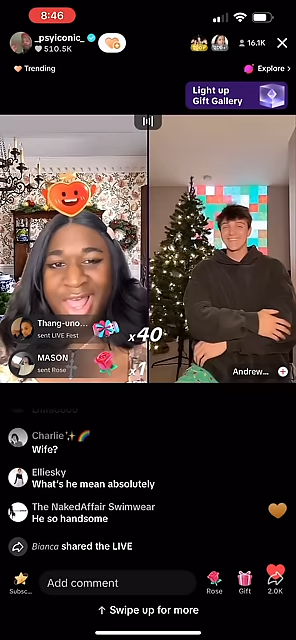 8:46
_psyiconic_
510.5K
16.1K
Trending
Explore >
Light up
Gift Gallery
Thang-uno...
sent LIVE Fest
x40
MASON
sent Rose
x1
Andrew...
Charlie✨🌈
Wife?
Elliesky
What's he mean absolutely
The NakedAffair Swimwear
He so handsome
Bianca shared the LIVE
Subsc...
Add comment
Rose
Gift
2.0K
↑ Swipe up for more